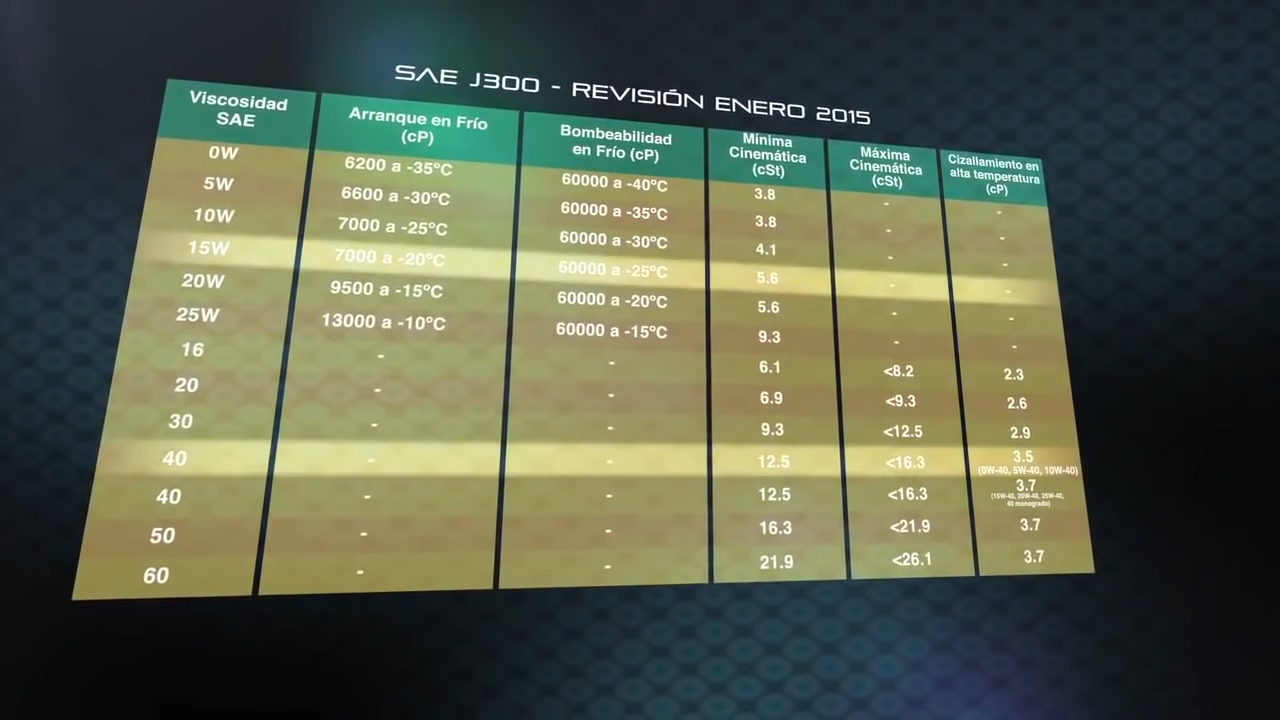 SAE J300 - REVISIÓN ENERO 2015
Viscosidad SAE | Arranque en Frío (cP) | Bombeabilidad en Frío (cP) | Mínima Cinemática (cSt) | Máxima Cinemática (cSt) | Cizallamiento en alta temperatura (cP)
0W | 6200 a -35ºC | 60000 a -40ºC | 3.8 | - | -
5W | 6600 a -30ºC | 60000 a -35ºC | 3.8 | - | -
10W | 7000 a -25ºC | 60000 a -30ºC | 4.1 | - | -
15W | 7000 a -20ºC | 60000 a -25ºC | 5.6 | - | -
20W | 9500 a -15ºC | 60000 a -20ºC | 5.6 | - | -
25W | 13000 a -10ºC | 60000 a -15ºC | 9.3 | - | -
16 | - | - | 6.1 | <8.2 | 2.3
20 | - | - | 6.9 | <9.3 | 2.6
30 | - | - | 9.3 | <12.5 | 2.9
40 | - | - | 12.5 | <16.3 | 3.5 (0W-40, 5W-40, 10W-40)
40 | - | - | 12.5 | <16.3 | 3.7 (15W-40, 20W-40, 25W-40, 40 monogrado)
50 | - | - | 16.3 | <21.9 | 3.7
60 | - | - | 21.9 | <26.1 | 3.7